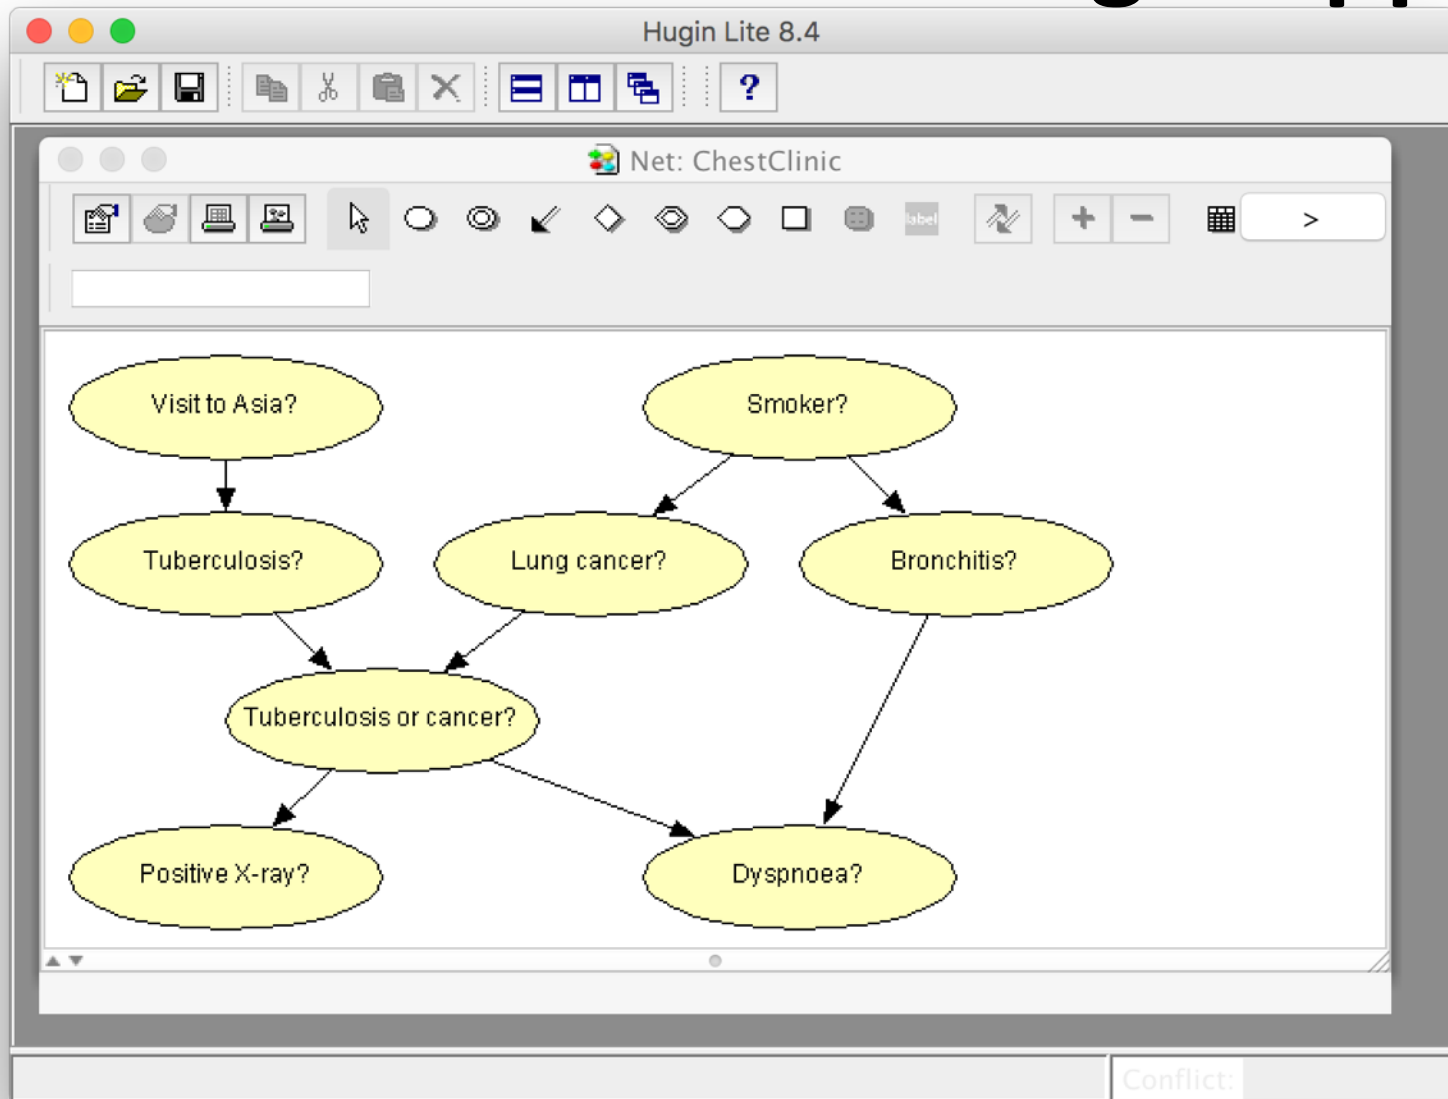 Hugin Lite 8.4
?
Net: ChestClinic
label
>
Visit to Asia?
Smoker?
Tuberculosis?
Lung cancer?
Bronchitis?
Tuberculosis or cancer?
Positive X-ray?
Dyspnoea?
Conflict: